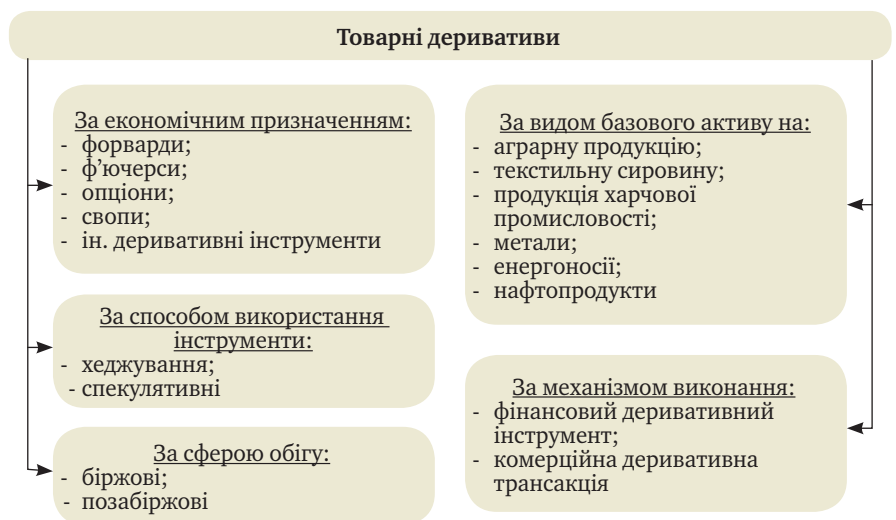 Товарні деривативи
За економічним призначенням:
- форварди;
- ф’ючерси;
- опціони;
- свопи;
- ін. деривативні інструменти
За способом використання
інструменти:
- хеджування;
- спекулятивні
За сферою обігу:
- біржові;
- позабіржові
За видом базового активу на:
- аграрну продукцію;
- текстильну сировину;
- продукція харчової
промисловості;
- метали;
- енергоносії;
- нафтопродукти
За механізмом виконання:
- фінансовий деривативний
інструмент;
- комерційна деривативна
трансакція